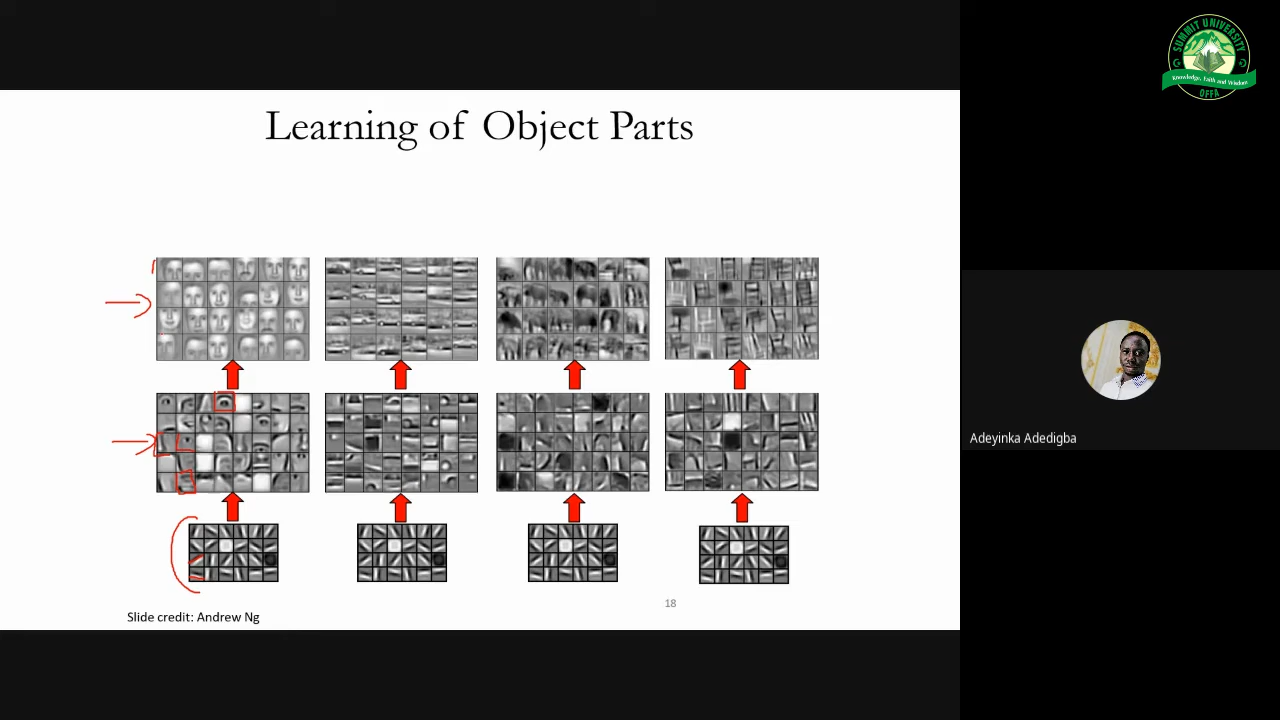 Learning of Object Parts
SUMMIT UNIVERSITY
Knowledge, Faith and Wisdom
OFFA
Adeyinka Adedigba
18
Slide credit: Andrew Ng